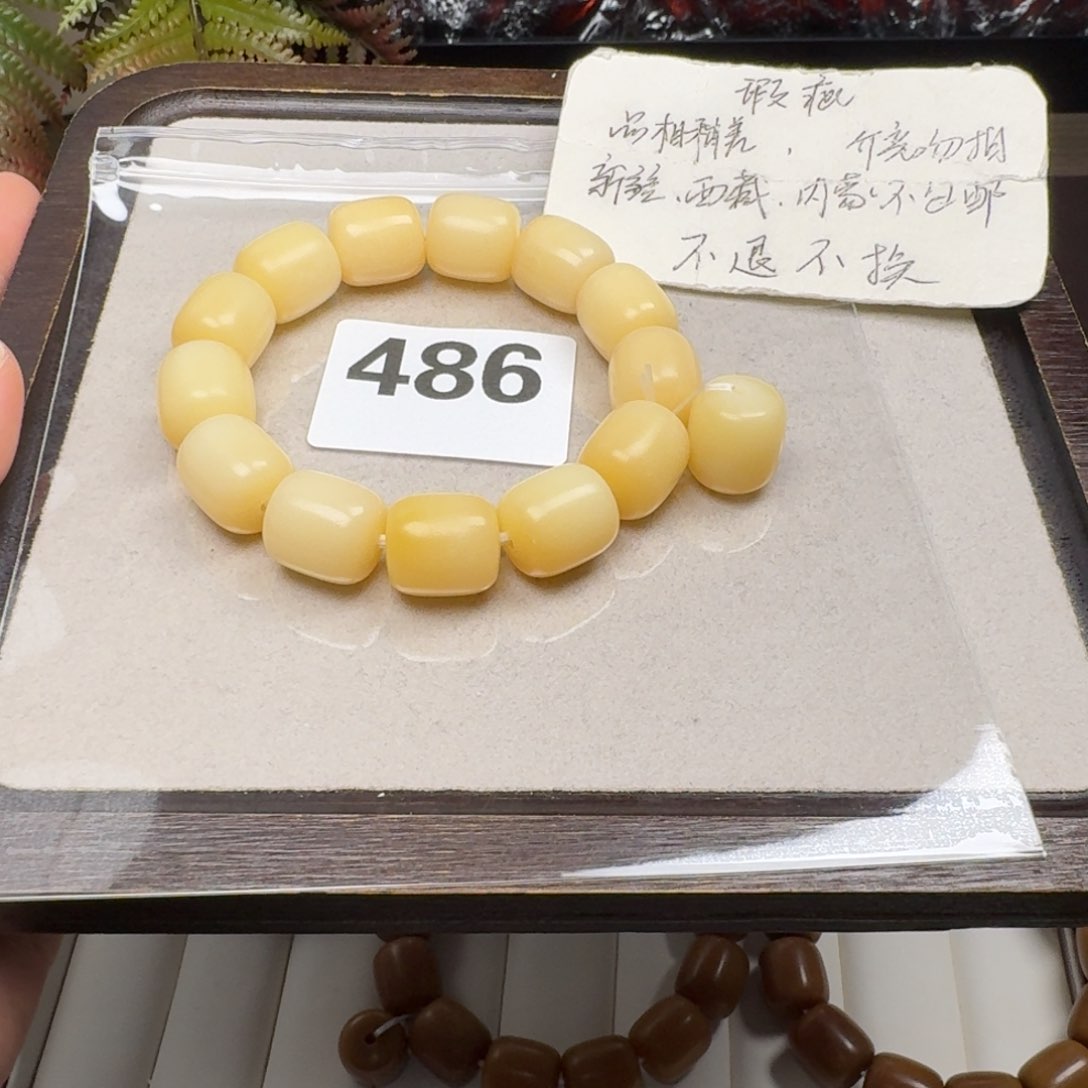 瑕疵
品相稍差，介意勿拍
新疆、西藏、内蒙不包邮
不退不换
486